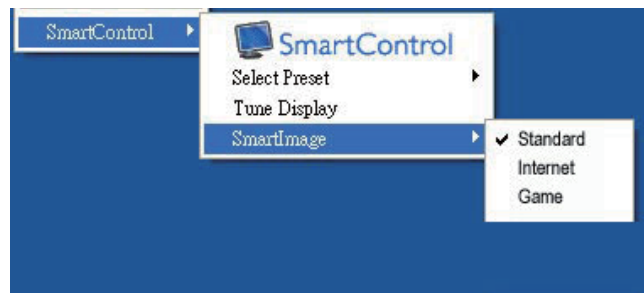 SmartControl
SmartControl
Select Preset
Tune Display
SmartImage
Standard
Internet
Game